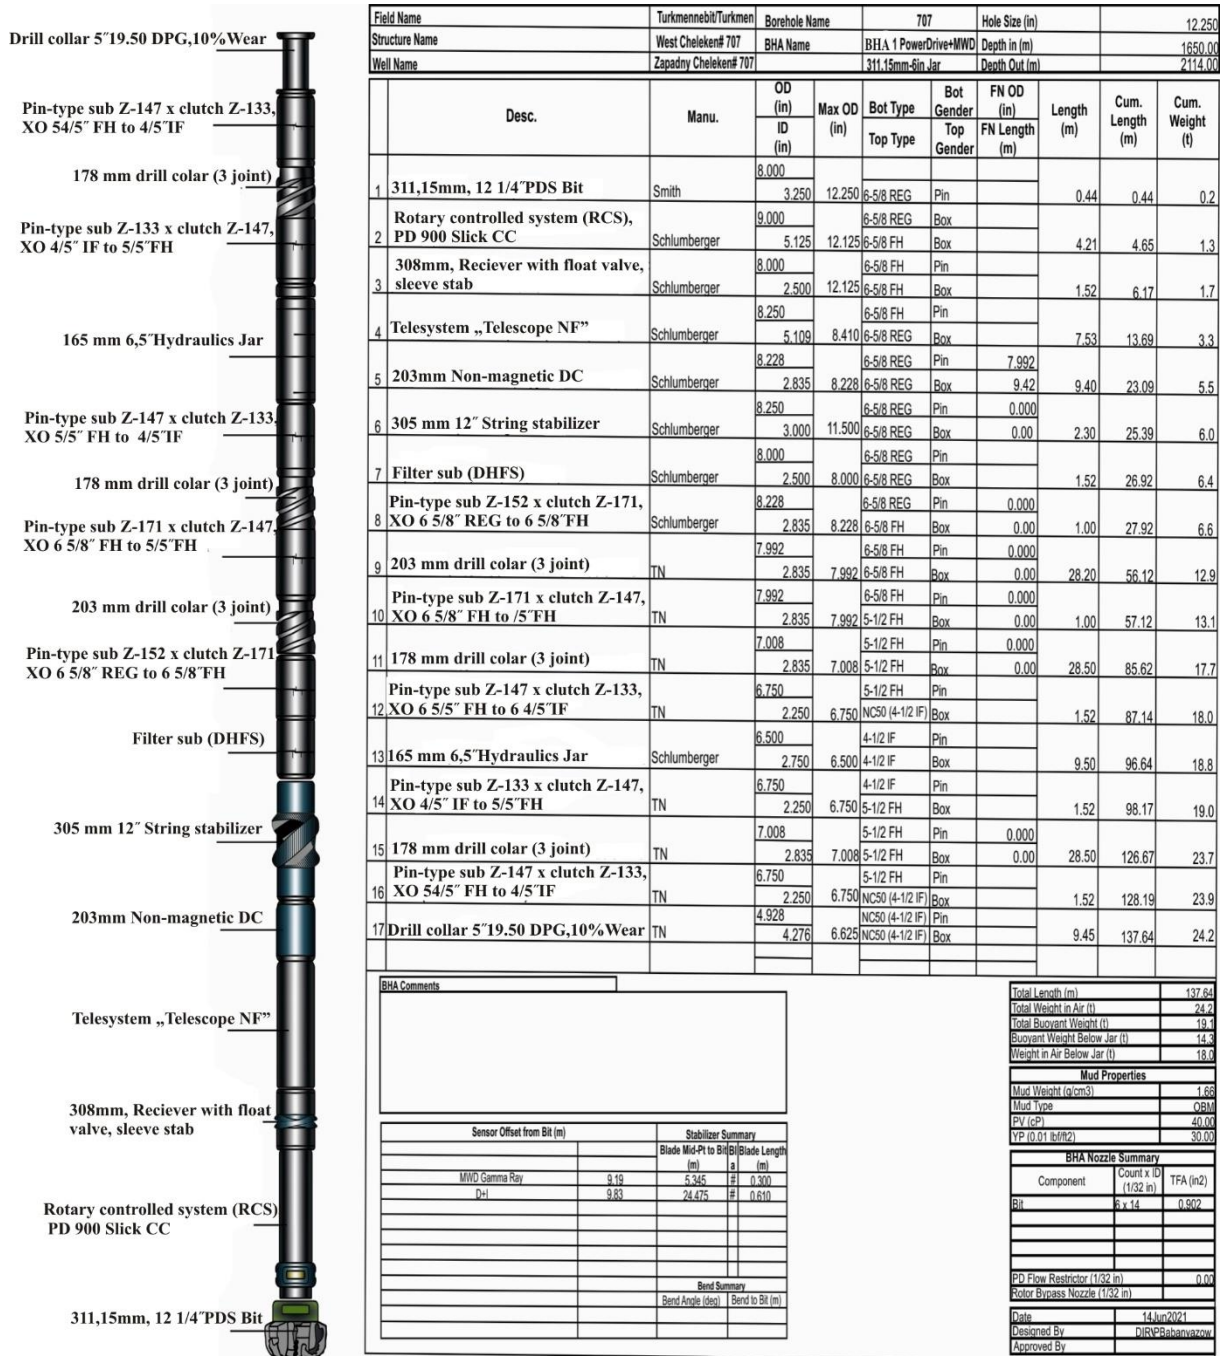 Drill collar 5″19.50 DPG,10%Wear
Pin-type sub Z-147 x clutch Z-133,
XO 54/5″ FH to 4/5″IF
178 mm drill colar (3 joint)
Pin-type sub Z-133 x clutch Z-147,
XO 4/5″ IF to 5/5″FH
165 mm 6,5″Hydraulics Jar
Pin-type sub Z-147 x clutch Z-133,
XO 5/5″ FH to 4/5″IF
178 mm drill colar (3 joint)
Pin-type sub Z-171 x clutch Z-147,
XO 6 5/8″ FH to 5/5″FH
203 mm drill colar (3 joint)
Pin-type sub Z-152 x clutch Z-171
XO 6 5/8″ REG to 6 5/8″FH
Filter sub (DHFS)
305 mm 12″ String stabilizer
203mm Non-magnetic DC
Telesystem „Telescope NF”
308mm, Reciever with float
valve, sleeve stab
Rotary controlled system (RCS)
PD 900 Slick CC
311,15mm, 12 1/4″PDS Bit
Field Name Turkmennebit/Turkmen Borehole Name 707 Hole Size (in) 12.250
Structure Name West Cheleken# 707 BHA Name BHA 1 PowerDrive+MWD Depth in (m) 1650.00
Well Name Zapadny Cheleken# 707 311.15mm-6in Jar Depth Out (m) 2114.00
Desc. Manu. OD (in) ID (in) Max OD (in) Bot Type Top Type Bot Gender Top Gender FN OD (in) FN Length (m) Length (m) Cum. Length (m) Cum. Weight (t)
8.000
1 311,15mm, 12 1/4″PDS Bit Smith 3.250 12.250 6-5/8 REG Pin 0.44 0.44 0.2
Rotary controlled system (RCS), 9.000 6-5/8 REG Box
2 PD 900 Slick CC Schlumberger 5.125 12.125 6-5/8 FH Box 4.21 4.65 1.3
308mm, Reciever with float valve, 8.000 6-5/8 FH Pin
3 sleeve stab Schlumberger 2.500 12.125 6-5/8 FH Box 1.52 6.17 1.7
8.250 6-5/8 FH Pin
4 Telesystem „Telescope NF” Schlumberger 5.109 8.410 6-5/8 REG Box 7.53 13.69 3.3
8.228 6-5/8 REG Pin 7.992
5 203mm Non-magnetic DC Schlumberger 2.835 8.228 6-5/8 REG Box 9.42 9.40 23.09 5.5
8.250 6-5/8 REG Pin 0.000
6 305 mm 12″ String stabilizer Schlumberger 3.000 11.500 6-5/8 REG Box 0.00 2.30 25.39 6.0
8.000 6-5/8 REG Pin
7 Filter sub (DHFS) Schlumberger 2.500 8.000 6-5/8 REG Box 1.52 26.92 6.4
Pin-type sub Z-152 x clutch Z-171, 8.228 6-5/8 REG Pin 0.000
8 XO 6 5/8″ REG to 6 5/8″FH Schlumberger 2.835 8.228 6-5/8 FH Box 0.00 1.00 27.92 6.6
7.992 6-5/8 FH Pin 0.000
9 203 mm drill colar (3 joint) TN 2.835 7.992 6-5/8 FH Box 0.00 28.20 56.12 12.9
Pin-type sub Z-171 x clutch Z-147, 7.992 6-5/8 FH Pin 0.000
10 XO 6 5/8″ FH to /5″FH TN 2.835 7.992 5-1/2 FH Box 0.00 1.00 57.12 13.1
7.008 5-1/2 FH Pin 0.000
11 178 mm drill colar (3 joint) TN 2.835 7.008 5-1/2 FH Box 0.00 28.50 85.62 17.7
Pin-type sub Z-147 x clutch Z-133, 6.750 5-1/2 FH Pin
12 XO 6 5/5″ FH to 6 4/5″IF TN 2.250 6.750 NC50 (4-1/2 IF) Box 1.52 87.14 18.0
6.500 4-1/2 IF Pin
13 165 mm 6,5″Hydraulics Jar Schlumberger 2.750 6.500 4-1/2 IF Box 9.50 96.64 18.8
Pin-type sub Z-133 x clutch Z-147, 6.750 4-1/2 IF Pin
14 XO 4/5″ IF to 5/5″FH TN 2.250 6.750 5-1/2 FH Box 1.52 98.17 19.0
7.008 5-1/2 FH Pin 0.000
15 178 mm drill colar (3 joint) TN 2.835 7.008 5-1/2 FH Box 0.00 28.50 126.67 23.7
Pin-type sub Z-147 x clutch Z-133, 6.750 5-1/2 FH Pin
16 XO 54/5″ FH to 4/5″IF TN 2.250 6.750 NC50 (4-1/2 IF) Box 1.52 128.19 23.9
4.928 NC50 (4-1/2 IF) Pin
17 Drill collar 5″19.50 DPG,10%Wear TN 4.276 6.625 NC50 (4-1/2 IF) Box 9.45 137.64 24.2
BHA Comments
Total Length (m) 137.64
Total Weight in Air (t) 24.2
Total Buoyant Weight (t) 19.1
Buoyant Weight Below Jar (t) 14.3
Weight in Air Below Jar (t) 18.0
Mud Properties
Mud Weight (g/cm3) 1.66
Mud Type OBM
PV (cP) 40.00
YP (0.01 lbf/ft2) 30.00
Sensor Offset from Bit (m) Stabilizer Summary
Blade Mid-Pt to Bit (m) Bl a Blade Length (m)
MWD Gamma Ray 9.19 5.345 # 0.300
D+I 9.83 24.475 # 0.610
Bend Summary
Bend Angle (deg) Bend to Bit (m)
BHA Nozzle Summary
Component Count x ID (1/32 in) TFA (in2)
Bit 6 x 14 0.902
PD Flow Restrictor (1/32 in) 0.00
Rotor Bypass Nozzle (1/32 in)
Date 14Jun2021
Designed By DIR\PBabanyazow
Approved By